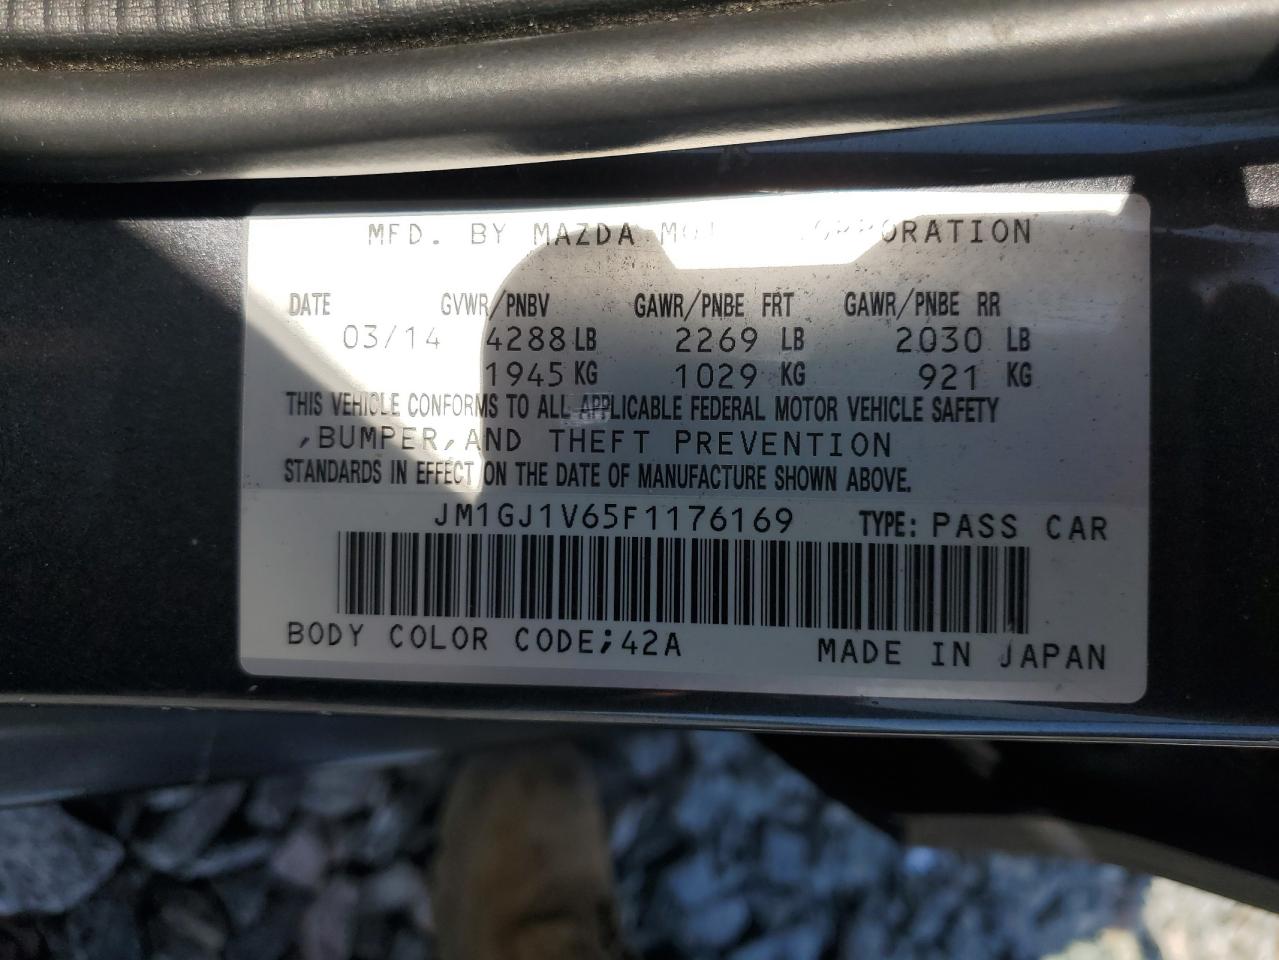 MFD. BY MAZDA
DATE GVWR/PNBV GAWR/PNBE FRT GAWR/PNBE RR
03/14 4288 LB 2269 LB 2030 LB
1945 KG 1029 KG 921 KG
THIS VEHICLE CONFORMS TO ALL APPLICABLE FEDERAL MOTOR VEHICLE SAFETY
,BUMPER,AND THEFT PREVENTION
STANDARDS IN EFFECT ON THE DATE OF MANUFACTURE SHOWN ABOVE.
JM1GJ1V65F1176169 TYPE: PASS CAR
BODY COLOR CODE;42A MADE IN JAPAN